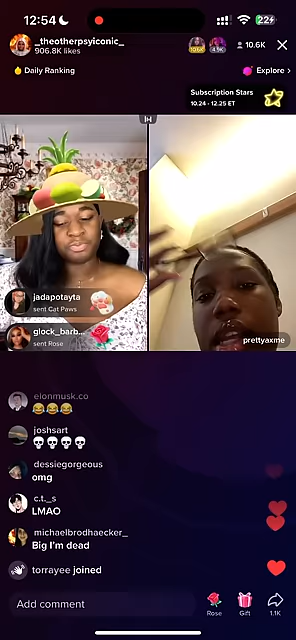 12:54
22
_theotherpsyiconic_
906.8K likes
4.9K
10.6K
Daily Ranking
Explore >
Subscription Stars
10.24 - 12.25 ET
jadapotayta
sent Cat Paws
glock_barb...
sent Rose
prettyaxme
elonmusk.co
😂😂😂
joshsart
💀💀💀💀
dessiegorgeous
omg
c.t._s
LMAO
michaelbrodhaecker_
Big I'm dead
torrayee joined
Add comment
Rose
Gift
1.1K